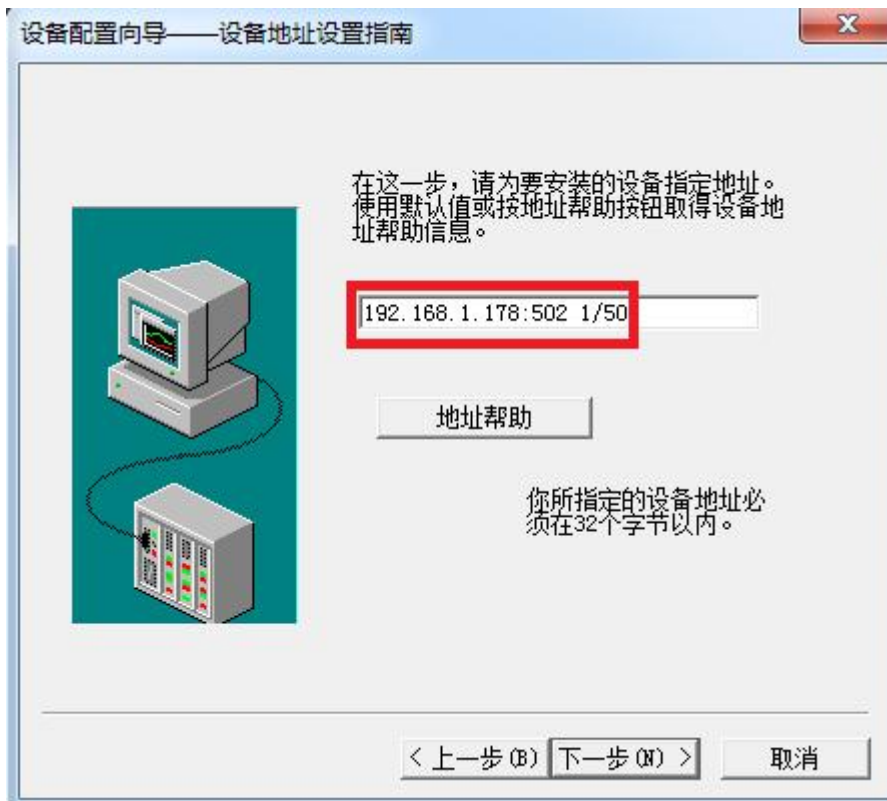 设备配置向导——设备地址设置指南
在这一步，请为要安装的设备指定地址。
使用默认值或按地址帮助按钮取得设备地
址帮助信息。
192.168.1.178:502 1/50
地址帮助
你所指定的设备地址必
须在32个字节以内。
< 上一步(B) 下一步(N) > 取消